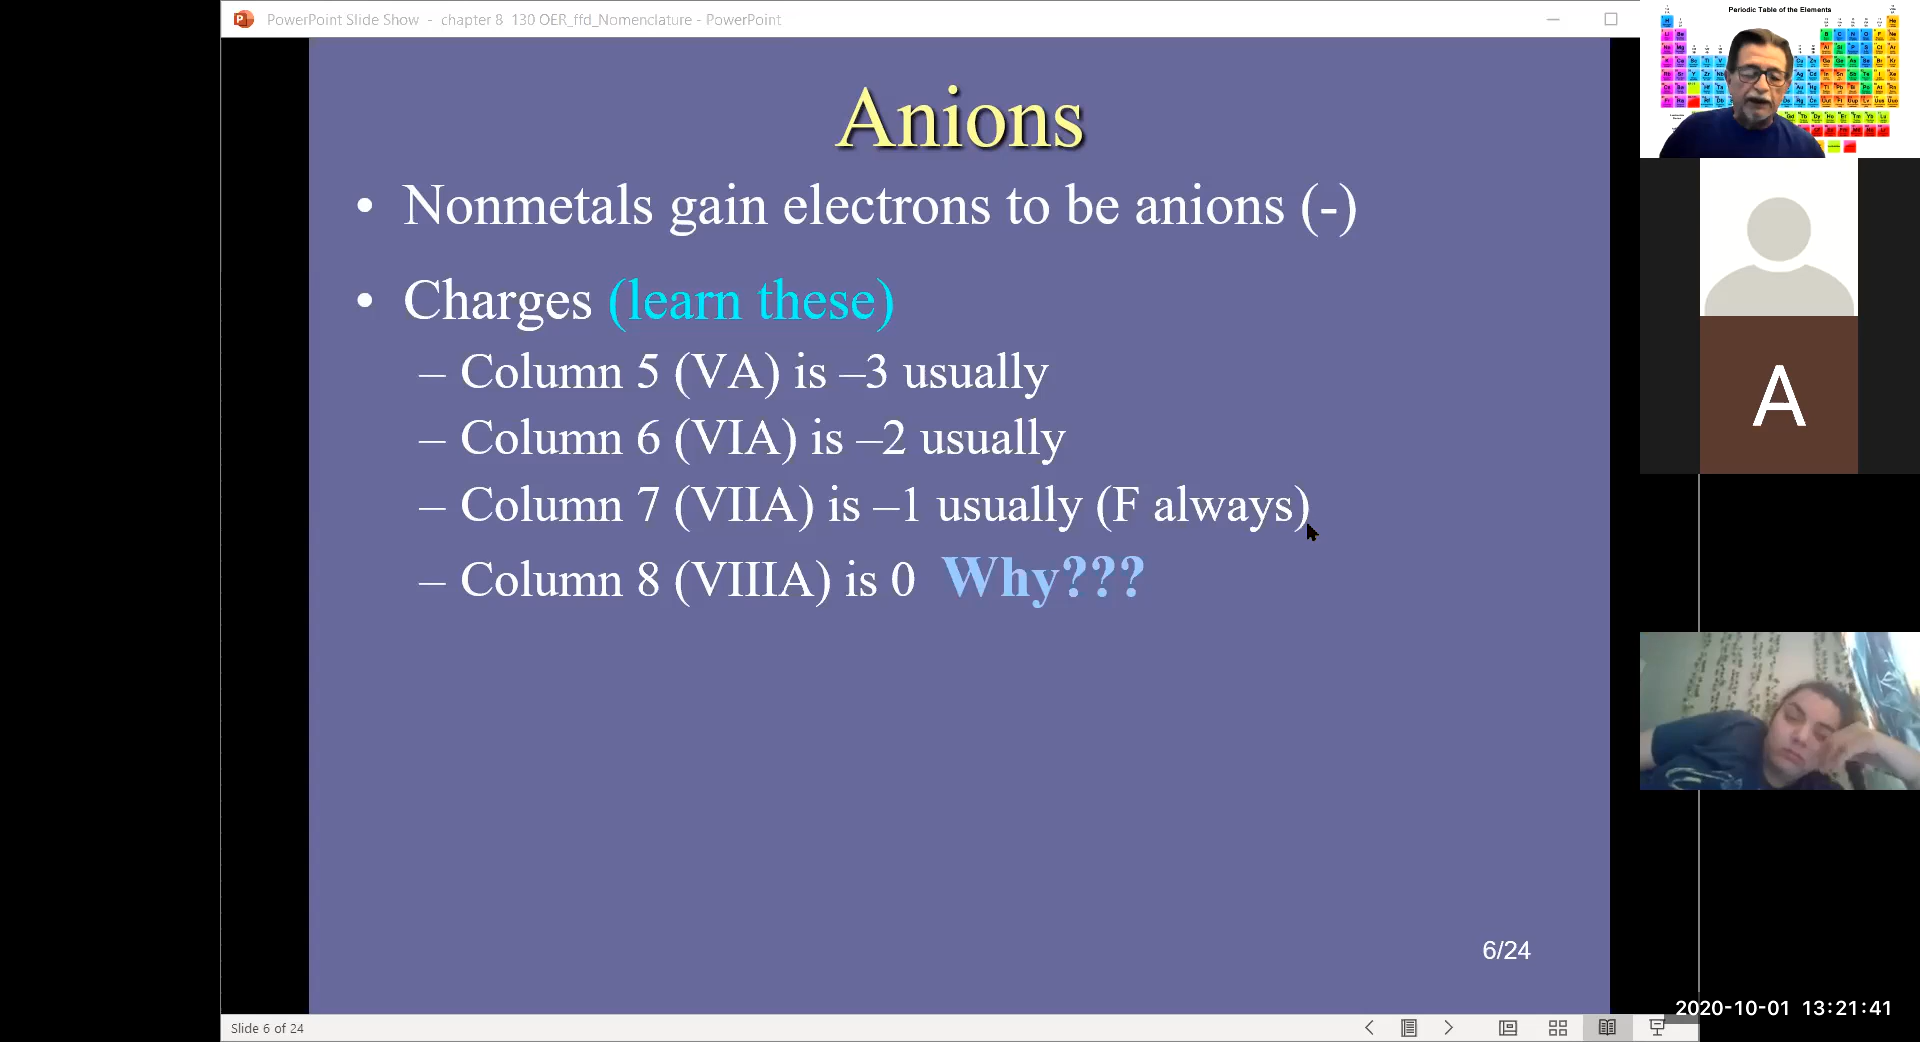 PowerPoint Slide Show - chapter 8 130 OER_ffd_Nomenclature - PowerPoint
Periodic Table of the Elements
Anions
• Nonmetals gain electrons to be anions (-)
• Charges (learn these)
– Column 5 (VA) is –3 usually
– Column 6 (VIA) is –2 usually
– Column 7 (VIIA) is –1 usually (F always)
– Column 8 (VIIIA) is 0 Why???
A
6/24
2020-10-01 13:21:41
Slide 6 of 24